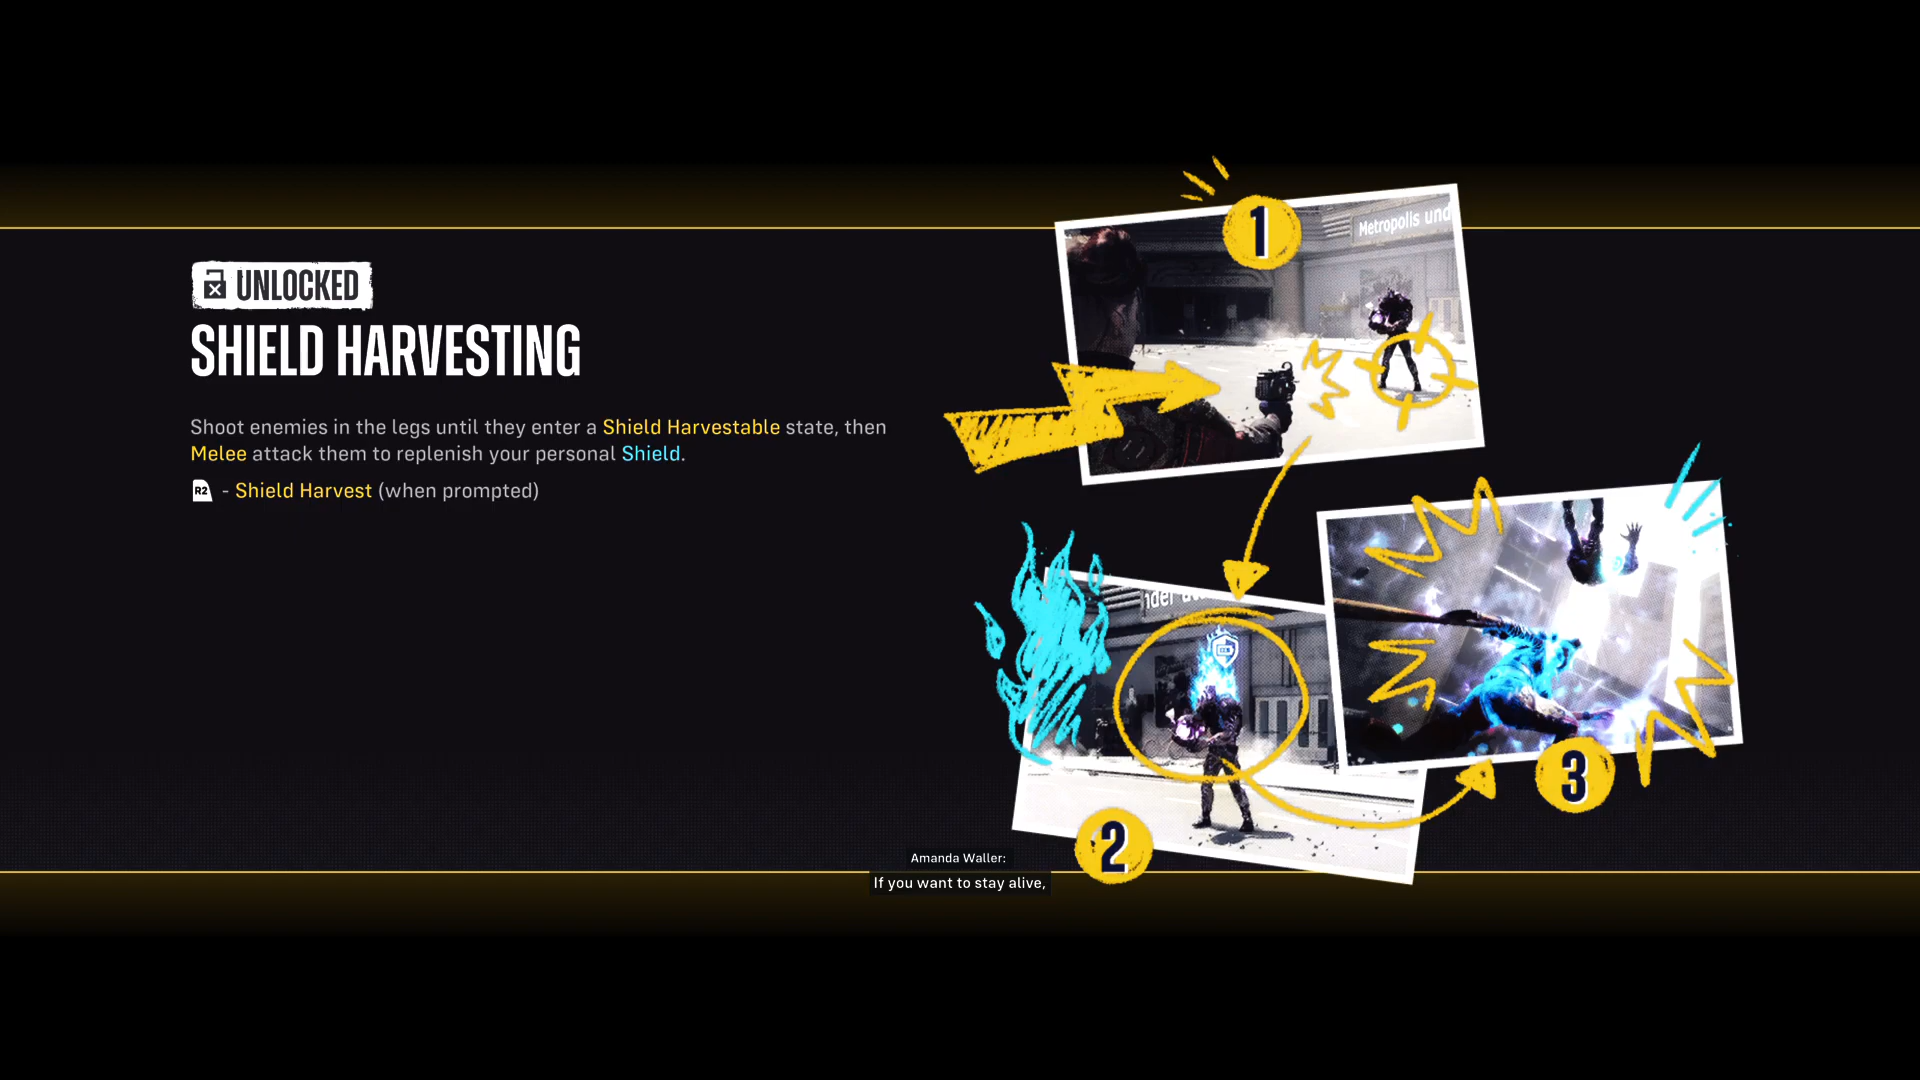 UNLOCKED
SHIELD HARVESTING
Shoot enemies in the legs until they enter a Shield Harvestable state, then
Melee attack them to replenish your personal Shield.
R2 - Shield Harvest (when prompted)
1
Metropolis und
2
3
Amanda Waller:
If you want to stay alive,